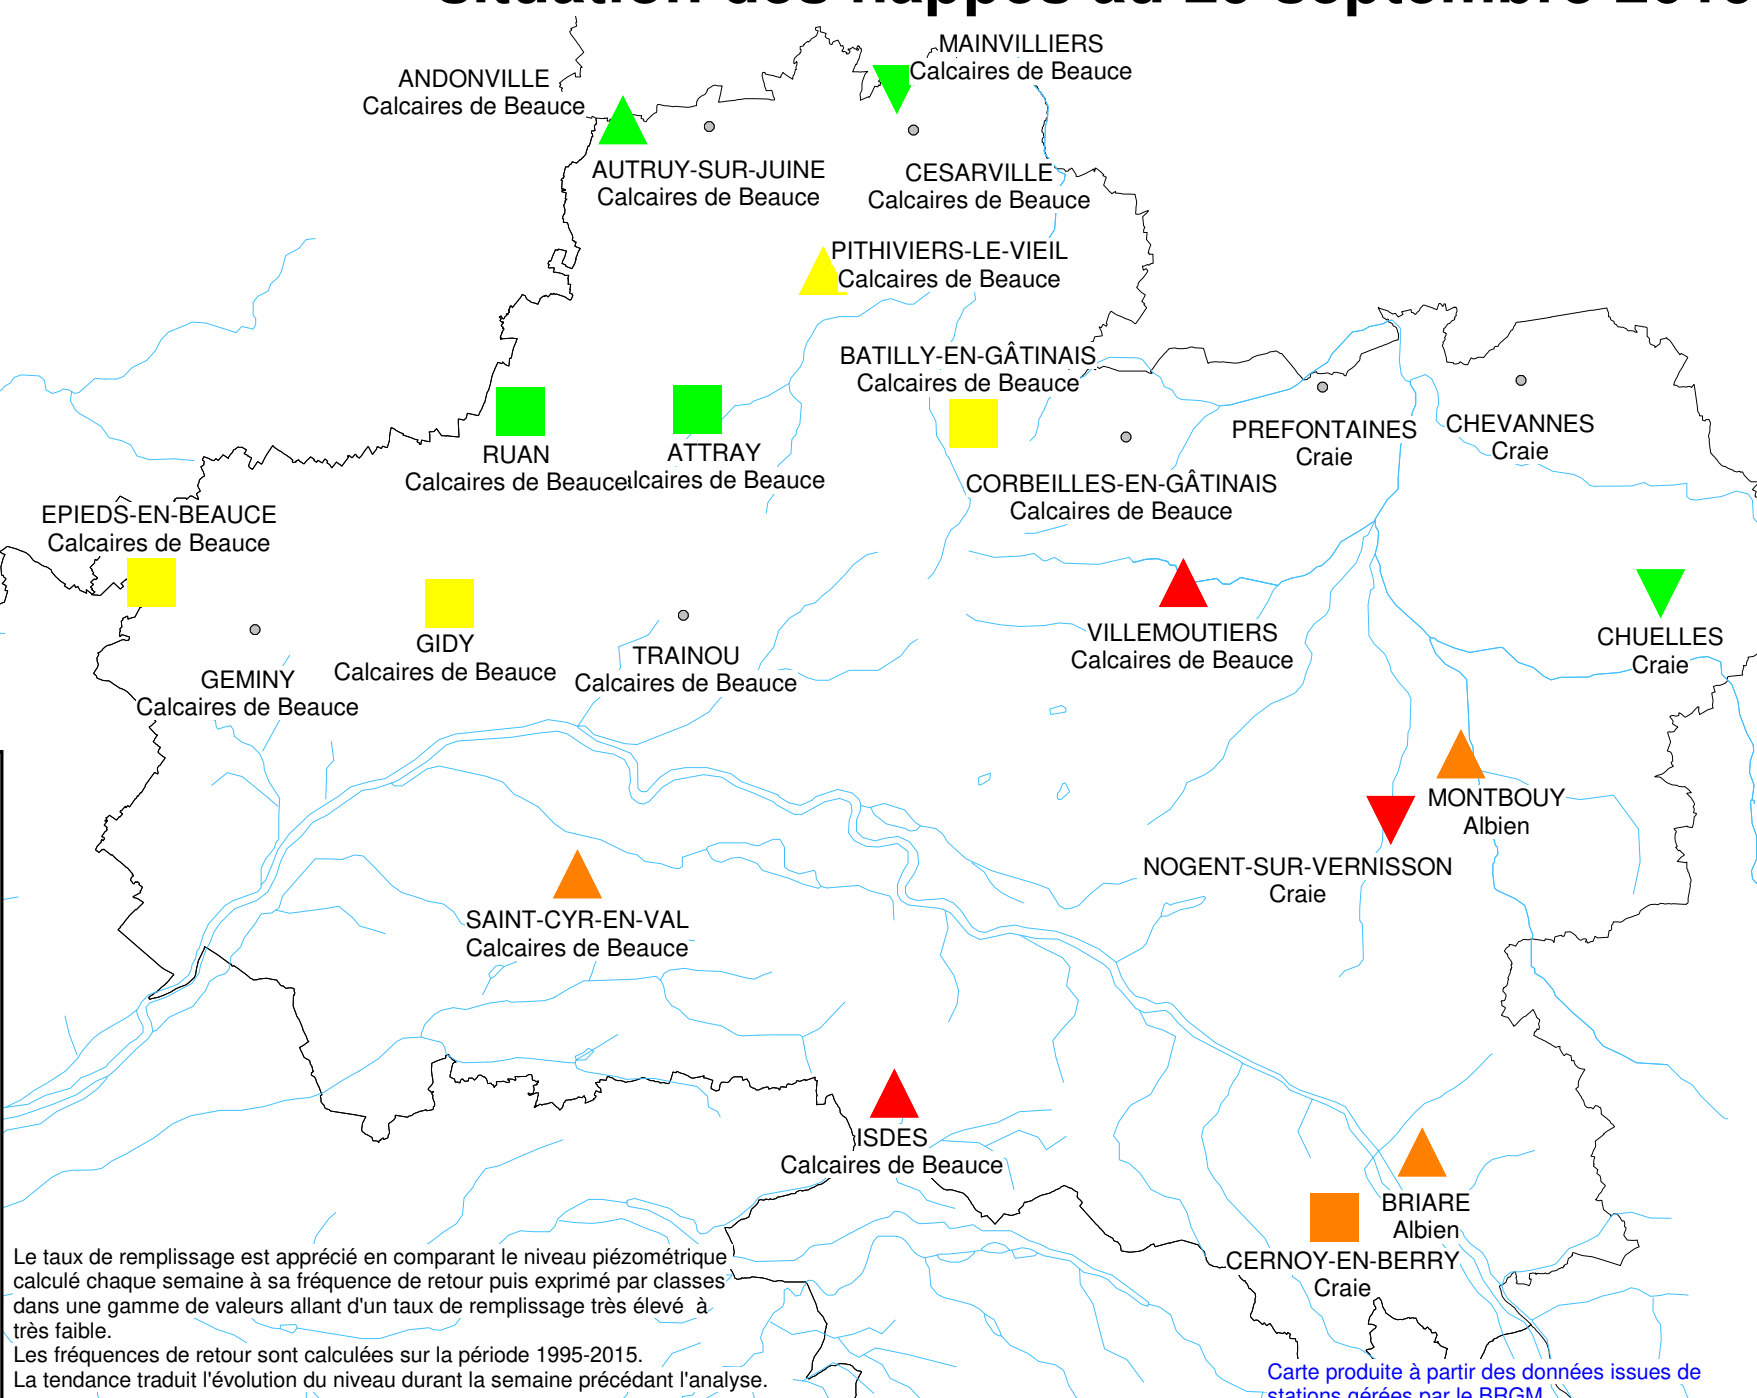 MAINVILLIERS
Calcaires de Beauce
ANDONVILLE
Calcaires de Beauce
AUTRUY-SUR-JUINE
Calcaires de Beauce
CESARVILLE
Calcaires de Beauce
PITHIVIERS-LE-VIEIL
Calcaires de Beauce
BATILLY-EN-GÂTINAIS
Calcaires de Beauce
RUAN
Calcaires de Beauce
ATTRAY
lcaires de Beauce
PREFONTAINES
Craie
CHEVANNES
Craie
CORBEILLES-EN-GÂTINAIS
Calcaires de Beauce
EPIEDS-EN-BEAUCE
Calcaires de Beauce
GEMINY
Calcaires de Beauce
GIDY
Calcaires de Beauce
TRAINOU
Calcaires de Beauce
VILLEMOUTIERS
Calcaires de Beauce
CHUELLES
Craie
MONTBOUY
Albien
NOGENT-SUR-VERNISSON
Craie
SAINT-CYR-EN-VAL
Calcaires de Beauce
ISDES
Calcaires de Beauce
BRIARE
Albien
CERNOY-EN-BERRY
Craie
Le taux de remplissage est apprécié en comparant le niveau piézométrique
calculé chaque semaine à sa fréquence de retour puis exprimé par classes
dans une gamme de valeurs allant d'un taux de remplissage très élevé à
très faible.
Les fréquences de retour sont calculées sur la période 1995-2015.
La tendance traduit l'évolution du niveau durant la semaine précédant l'analyse.
Carte produite à partir des données issues de
stations gérées par le BRGM